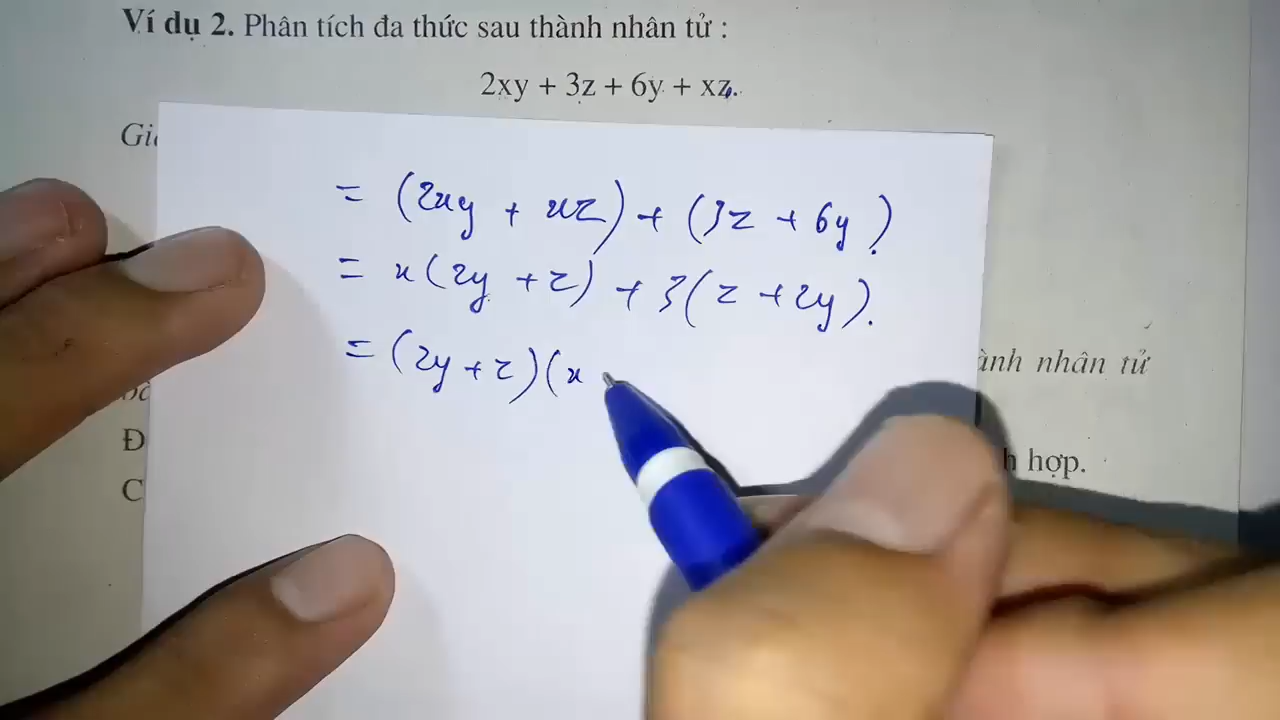 Ví dụ 2. Phân tích đa thức sau thành nhân tử :
2xy + 3z + 6y + xz.
= (2xy + xz) + (3z + 6y)
= x(2y + z) + 3(z + 2y).
= (2y + z)(x
nhân tử
Đ
C
hợp.